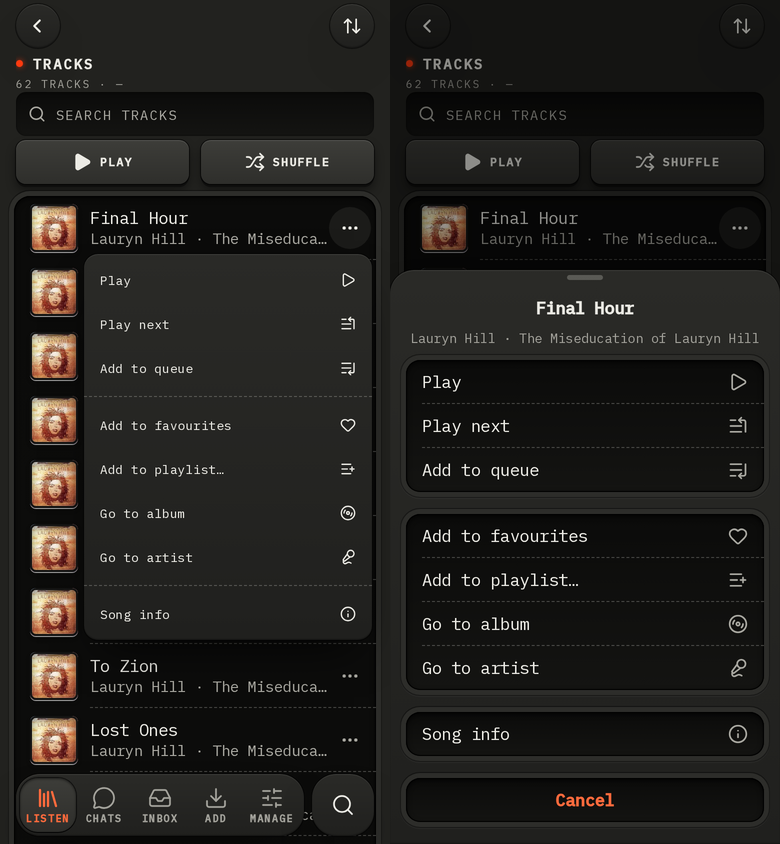 TRACKS
62 TRACKS · —
SEARCH TRACKS
PLAY
SHUFFLE
Final Hour
Lauryn Hill · The Miseduca…
Play
Play next
Add to queue
Add to favourites
Add to playlist…
Go to album
Go to artist
Song info
To Zion
Lauryn Hill · The Miseduca…
Lost Ones
Lauryn Hill · The Miseduca…
LISTEN
CHATS
INBOX
ADD
MANAGE
TRACKS
62 TRACKS · —
SEARCH TRACKS
PLAY
SHUFFLE
Final Hour
Lauryn Hill · The Miseduca…
Final Hour
Lauryn Hill · The Miseducation of Lauryn Hill
Play
Play next
Add to queue
Add to favourites
Add to playlist…
Go to album
Go to artist
Song info
Cancel